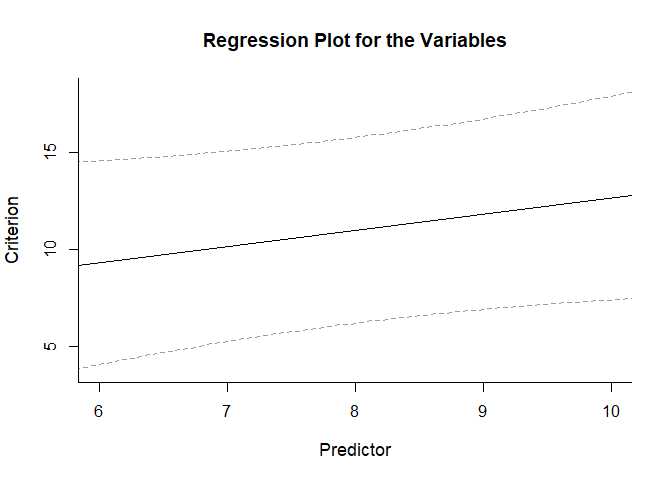 Regression Plot for the Variables
Criterion
15
10
5
6 7 8 9 10
Predictor